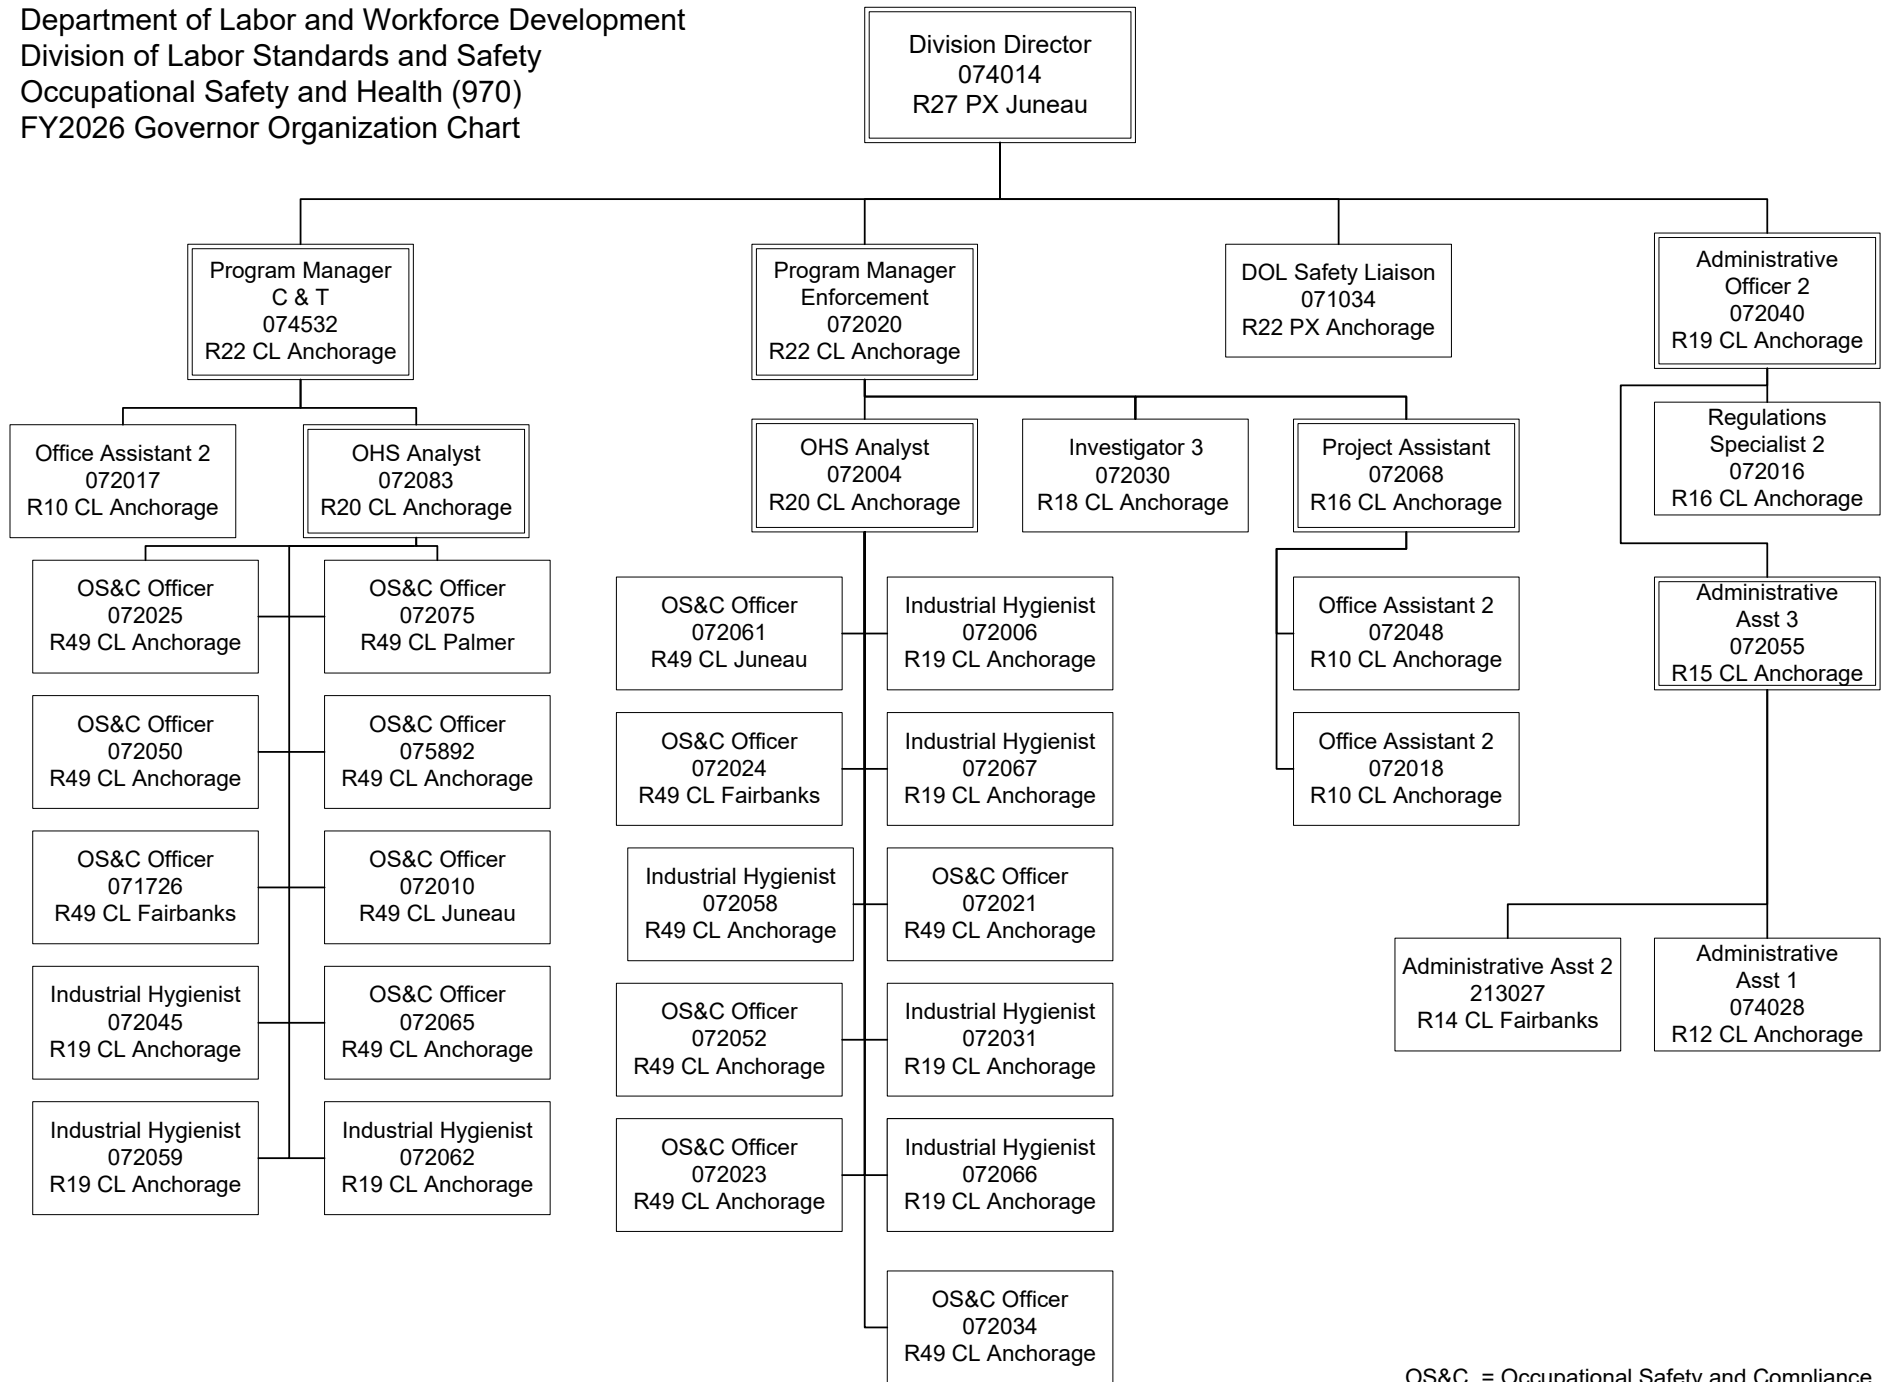 Department of Labor and Workforce Development
Division of Labor Standards and Safety
Occupational Safety and Health (970)
FY2026 Governor Organization Chart
Division Director
074014
R27 PX Juneau
Program Manager
C & T
074532
R22 CL Anchorage
Program Manager
Enforcement
072020
R22 CL Anchorage
DOL Safety Liaison
071034
R22 PX Anchorage
Administrative
Officer 2
072040
R19 CL Anchorage
Office Assistant 2
072017
R10 CL Anchorage
OHS Analyst
072083
R20 CL Anchorage
OHS Analyst
072004
R20 CL Anchorage
Investigator 3
072030
R18 CL Anchorage
Project Assistant
072068
R16 CL Anchorage
Regulations
Specialist 2
072016
R16 CL Anchorage
OS&C Officer
072025
R49 CL Anchorage
OS&C Officer
072075
R49 CL Palmer
OS&C Officer
072061
R49 CL Juneau
Industrial Hygienist
072006
R19 CL Anchorage
Office Assistant 2
072048
R10 CL Anchorage
Administrative
Asst 3
072055
R15 CL Anchorage
OS&C Officer
072050
R49 CL Anchorage
OS&C Officer
075892
R49 CL Anchorage
OS&C Officer
072024
R49 CL Fairbanks
Industrial Hygienist
072067
R19 CL Anchorage
Office Assistant 2
072018
R10 CL Anchorage
OS&C Officer
071726
R49 CL Fairbanks
OS&C Officer
072010
R49 CL Juneau
Industrial Hygienist
072058
R49 CL Anchorage
OS&C Officer
072021
R49 CL Anchorage
Industrial Hygienist
072045
R19 CL Anchorage
OS&C Officer
072065
R49 CL Anchorage
OS&C Officer
072052
R49 CL Anchorage
Industrial Hygienist
072031
R19 CL Anchorage
Administrative Asst 2
213027
R14 CL Fairbanks
Administrative
Asst 1
074028
R12 CL Anchorage
Industrial Hygienist
072059
R19 CL Anchorage
Industrial Hygienist
072062
R19 CL Anchorage
OS&C Officer
072023
R49 CL Anchorage
Industrial Hygienist
072066
R19 CL Anchorage
OS&C Officer
072034
R49 CL Anchorage
OS&C = Occupational Safety and Compliance